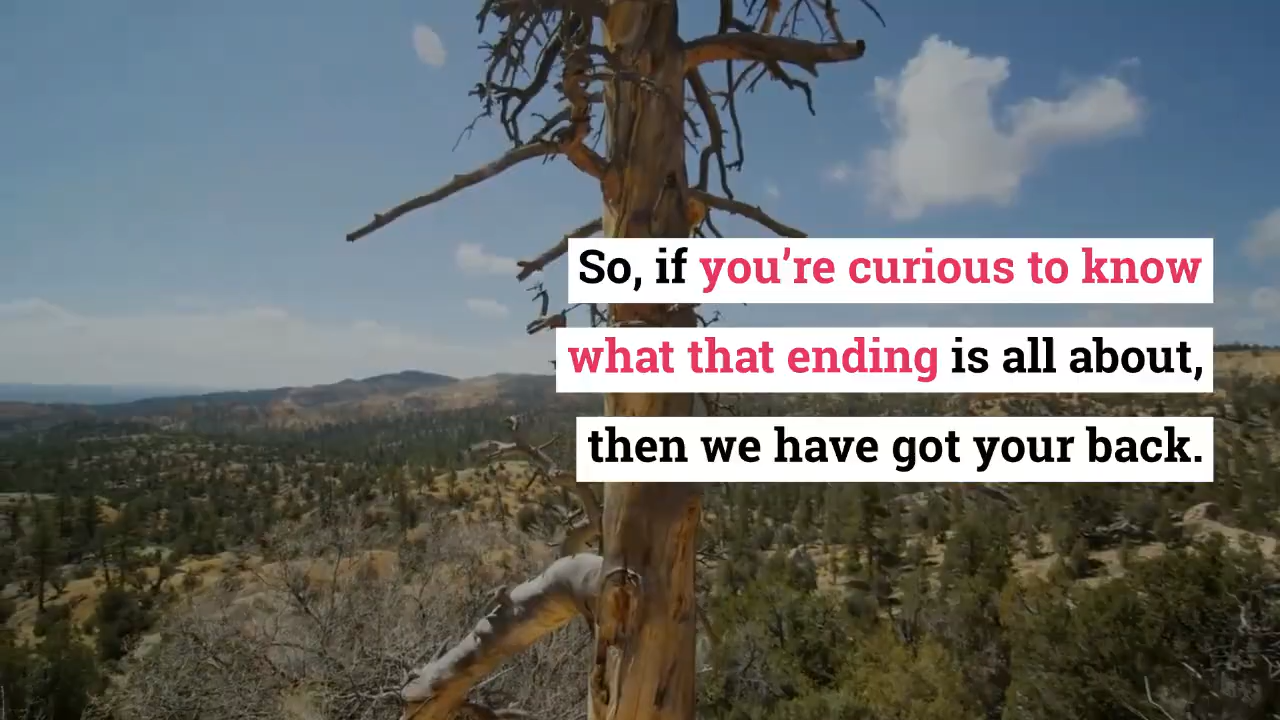 So, if you’re curious to know
what that ending is all about,
then we have got your back.